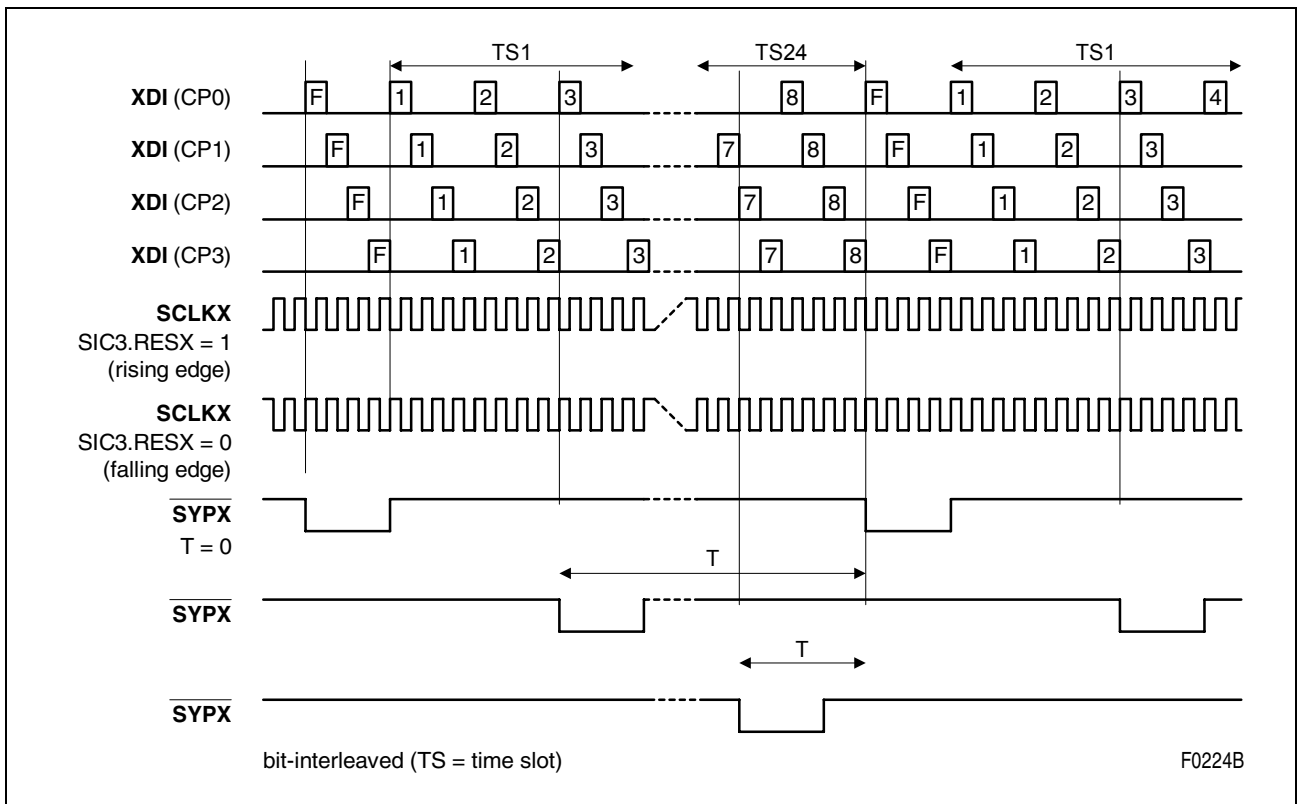 TS1 TS24 TS1
XDI (CP0) F 1 2 3 8 F 1 2 3 4
XDI (CP1) F 1 2 3 7 8 F 1 2 3
XDI (CP2) F 1 2 3 7 8 F 1 2 3
XDI (CP3) F 1 2 3 7 8 F 1 2 3
SCLKX
SIC3.RESX = 1
(rising edge)
SCLKX
SIC3.RESX = 0
(falling edge)
SYPX
T = 0
T
SYPX
T
SYPX
bit-interleaved (TS = time slot) F0224B